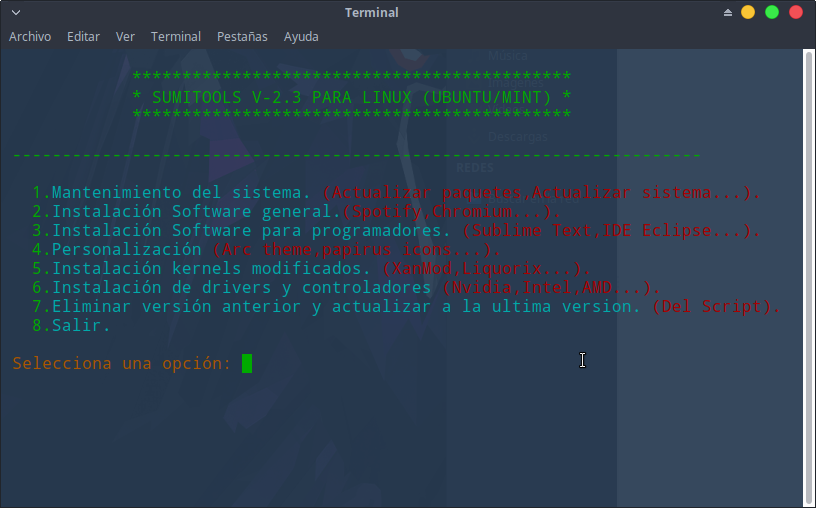 Terminal
Archivo Editar Ver Terminal Pestañas Ayuda
Música
********************************************
* SUMITOOLS V-2.3 PARA LINUX (UBUNTU/MINT) *
********************************************
Descargas
---------------------------------------------------------------------
REDES
1.Mantenimiento del sistema. (Actualizar paquetes,Actualizar sistema...).
2.Instalación Software general.(Spotify,Chromium...).
3.Instalación Software para programadores. (Sublime Text,IDE Eclipse...).
4.Personalización (Arc theme,papirus icons...).
5.Instalación kernels modificados. (XanMod,Liquorix...).
6.Instalación de drivers y controladores (Nvidia,Intel,AMD...).
7.Eliminar versión anterior y actualizar a la ultima version. (Del Script).
8.Salir.
Selecciona una opción: